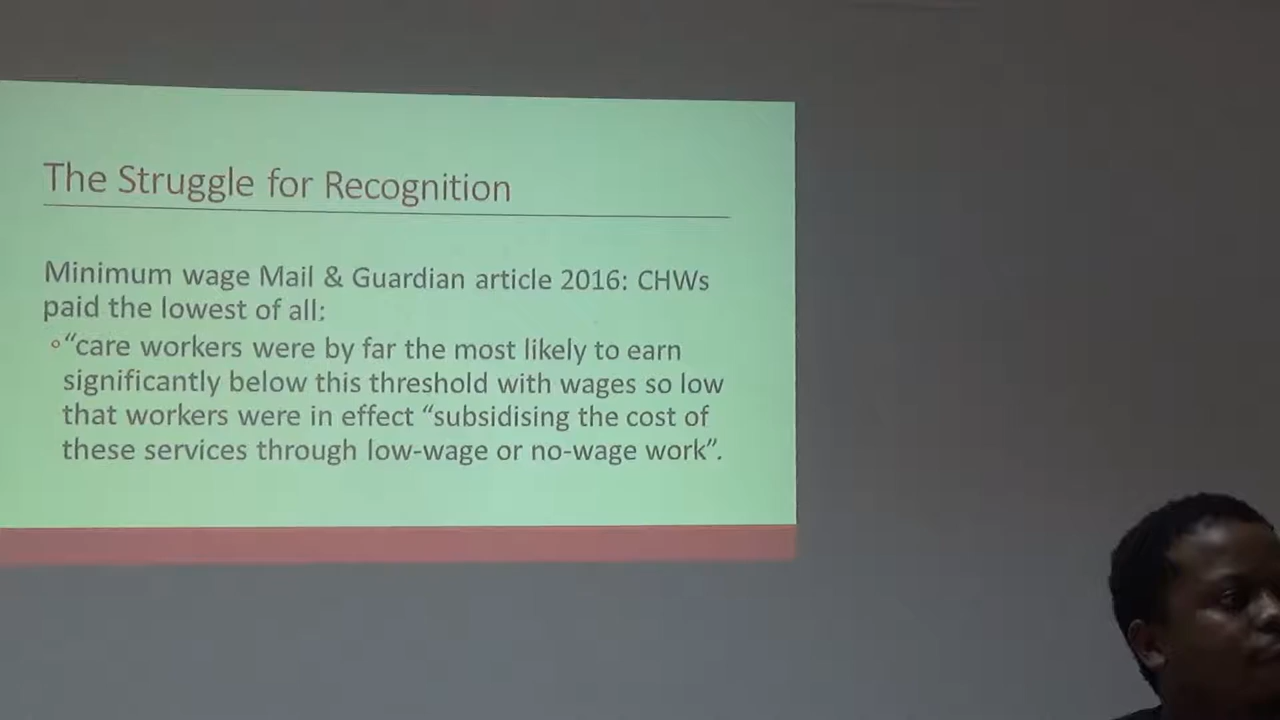 The Struggle for Recognition
Minimum wage Mail & Guardian article 2016: CHWs
paid the lowest of all:
“care workers were by far the most likely to earn
significantly below this threshold with wages so low
that workers were in effect “subsidising the cost of
these services through low-wage or no-wage work”.